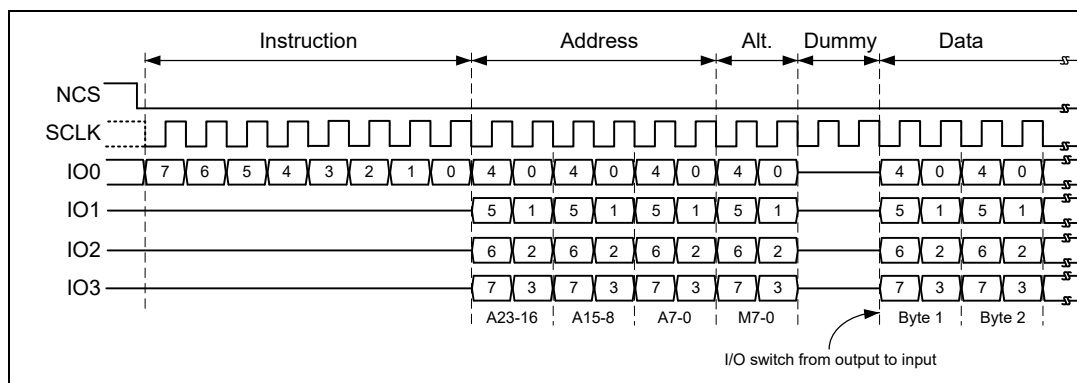 Instruction Address Alt. Dummy Data
NCS
SCLK
IO0 7 6 5 4 3 2 1 0 4 0 4 0 4 0 4 0 4 0 4 0
IO1 5 1 5 1 5 1 5 1 5 1 5 1
IO2 6 2 6 2 6 2 6 2 6 2 6 2
IO3 7 3 7 3 7 3 7 3 7 3 7 3
A23-16 A15-8 A7-0 M7-0 Byte 1 Byte 2
I/O switch from output to input